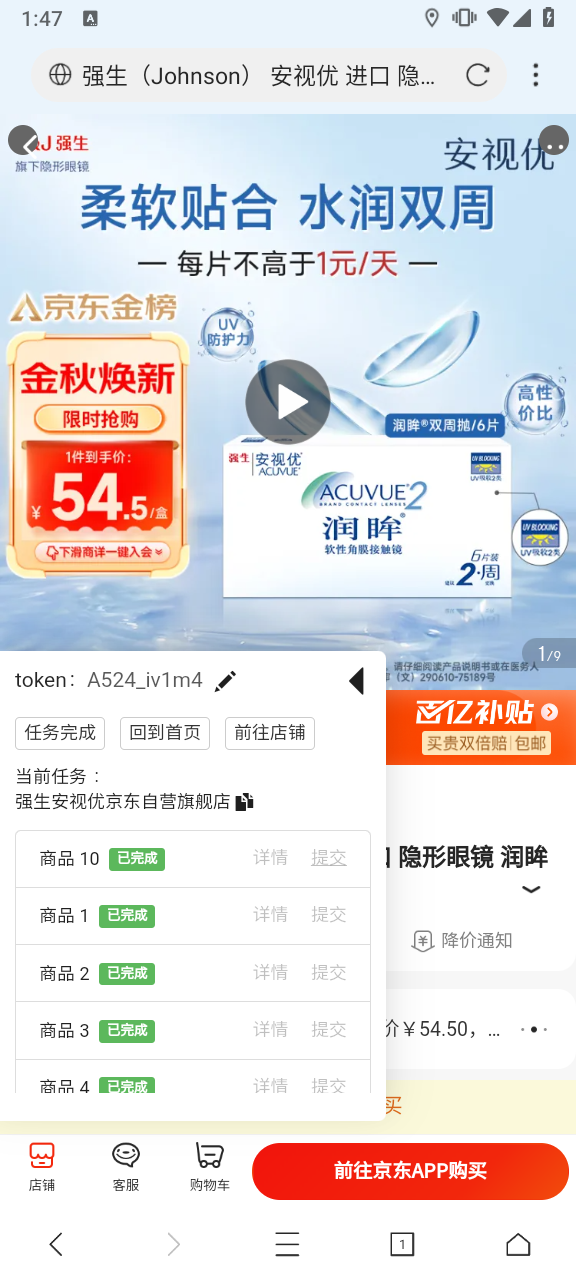 1:47
A
强生（Johnson） 安视优 进口 隐…
J 强生
旗下隐形眼镜
安视优
柔软贴合 水润双周
— 每片不高于1元/天 —
京东金榜
UV
防护力
金秋焕新
限时抢购
1件到手价:
¥54.5/盒
下滑商详一键入会
高性
价比
润眸®双周抛/6片
强生 安视优
ACUVUE
UV BLOCKING
UV吸收2类
ACUVUE®2
BRAND CONTACT LENSES
润眸®
软性角膜接触镜
6片装
2·周
UV BLOCKING
UV吸收2类
1/9
请仔细阅读产品说明书或在医务人
（文）290610-75189号
token： A524_iv1m4
百亿补贴
买贵双倍赔 包邮
任务完成
回到首页
前往店铺
当前任务：
强生安视优京东自营旗舰店
商品 10 已完成 详情 提交
隐形眼镜 润眸
商品 1 已完成 详情 提交
降价通知
商品 2 已完成 详情 提交
商品 3 已完成 详情 提交
价￥54.50，…
商品 4 已完成 详情 提交
买
店铺
客服
购物车
前往京东APP购买
1